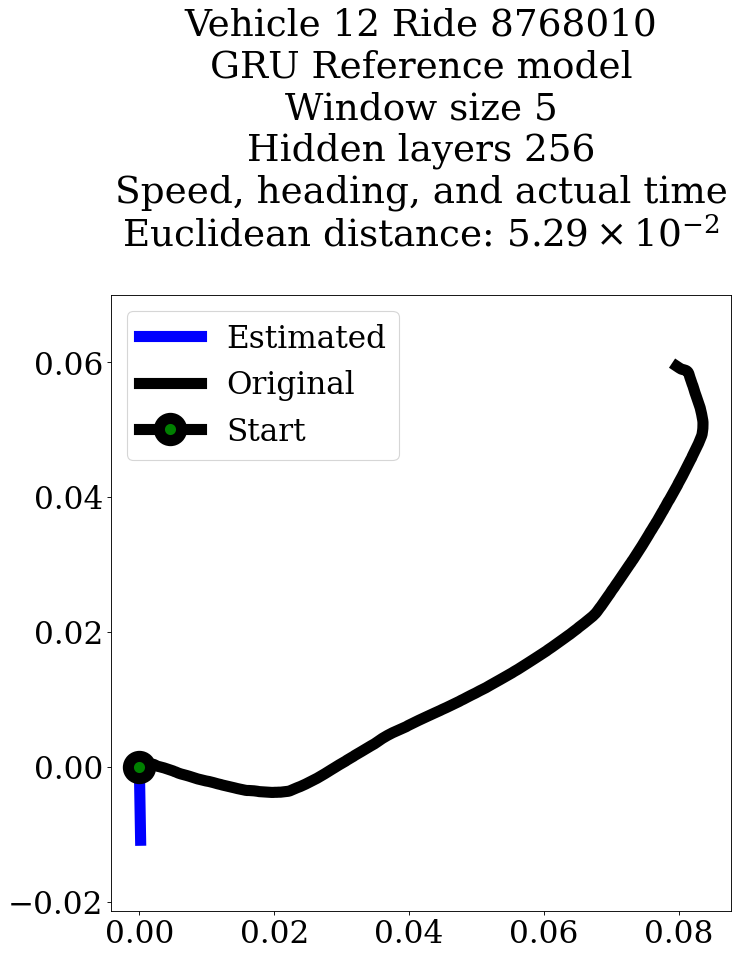 Vehicle 12 Ride 8768010
GRU Reference model
Window size 5
Hidden layers 256
Speed, heading, and actual time
Euclidean distance: 5.29 × 10⁻²
Estimated
Original
Start
0.06
0.04
0.02
0.00
−0.02
0.00 0.02 0.04 0.06 0.08